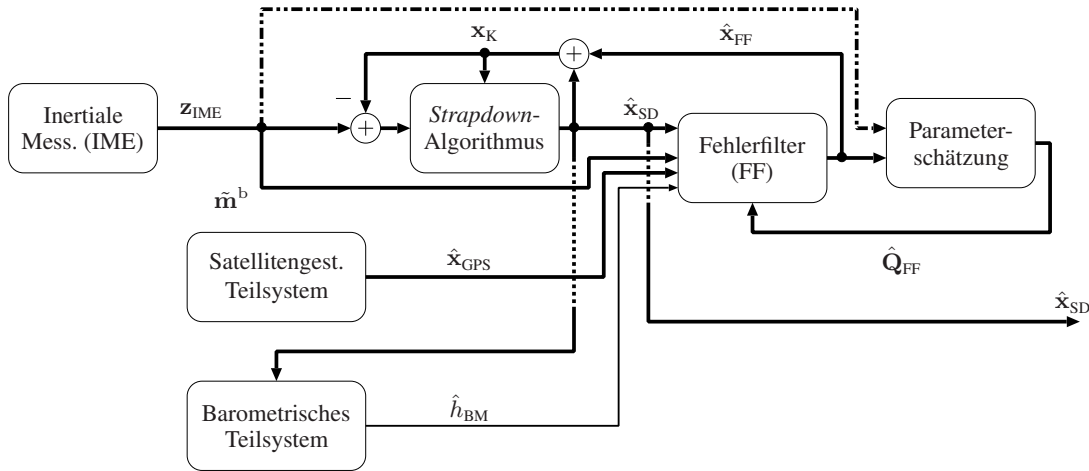 x_K
x̂_FF
Inertiale
Mess. (IME)
z_IME
−
+
+
Strapdown-
Algorithmus
x̂_SD
Fehlerfilter
(FF)
Parameter-
schätzung
m̃^b
Satellitengest.
Teilsystem
x̂_GPS
Q̂_FF
x̂_SD
Barometrisches
Teilsystem
ĥ_BM